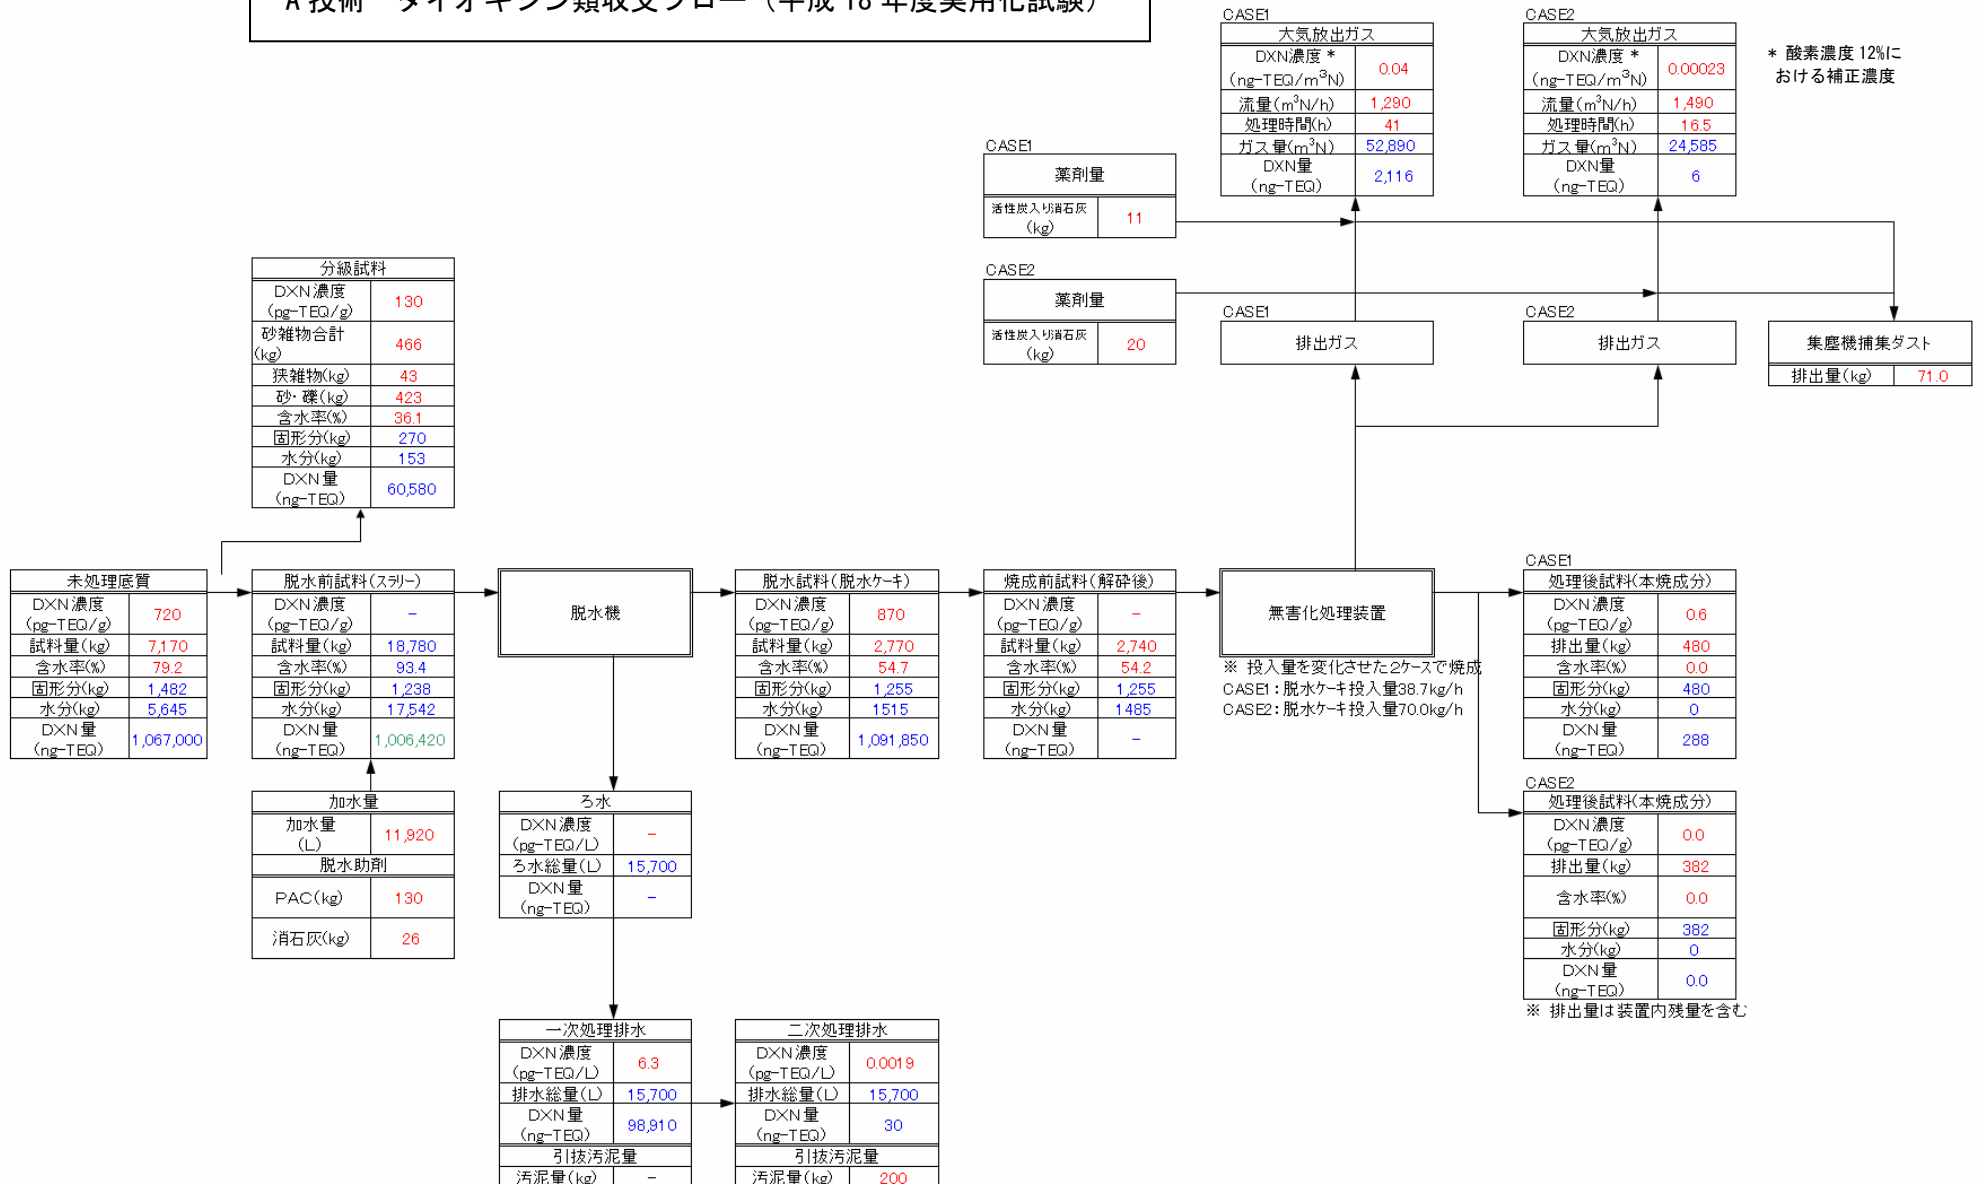 A 技術 ダイオキシン類収支フロー（平成 18 年度実用化試験）
CASE1
大気放出ガス
DXN濃度 *
(ng-TEQ/m³N)
0.04
流量(m³N/h)
1,290
処理時間(h)
41
ガス量(m³N)
52,890
DXN量
(ng-TEQ)
2,116
CASE2
大気放出ガス
DXN濃度 *
(ng-TEQ/m³N)
0.00023
流量(m³N/h)
1,490
処理時間(h)
16.5
ガス量(m³N)
24,585
DXN量
(ng-TEQ)
6
* 酸素濃度 12%に
おける補正濃度
CASE1
薬剤量
活性炭入り消石灰
(kg)
11
CASE2
薬剤量
活性炭入り消石灰
(kg)
20
CASE1
排出ガス
CASE2
排出ガス
集塵機捕集ダスト
排出量(kg)
71.0
分級試料
DXN濃度
(pg-TEQ/g)
130
砂雑物合計
(kg)
466
狭雑物(kg)
43
砂・礫(kg)
423
含水率(%)
36.1
固形分(kg)
270
水分(kg)
153
DXN量
(ng-TEQ)
60,580
未処理底質
DXN濃度
(pg-TEQ/g)
720
試料量(kg)
7,170
含水率(%)
79.2
固形分(kg)
1,482
水分(kg)
5,645
DXN量
(ng-TEQ)
1,067,000
脱水前試料(スラリー)
DXN濃度
(pg-TEQ/g)
-
試料量(kg)
18,780
含水率(%)
93.4
固形分(kg)
1,238
水分(kg)
17,542
DXN量
(ng-TEQ)
1,006,420
脱水機
脱水試料(脱水ケーキ)
DXN濃度
(pg-TEQ/g)
870
試料量(kg)
2,770
含水率(%)
54.7
固形分(kg)
1,255
水分(kg)
1515
DXN量
(ng-TEQ)
1,091,850
焼成前試料(解砕後)
DXN濃度
(pg-TEQ/g)
-
試料量(kg)
2,740
含水率(%)
54.2
固形分(kg)
1,255
水分(kg)
1485
DXN量
(ng-TEQ)
-
無害化処理装置
※ 投入量を変化させた2ケースで焼成
CASE1：脱水ケーキ投入量38.7kg/h
CASE2：脱水ケーキ投入量70.0kg/h
CASE1
処理後試料(本焼成分)
DXN濃度
(pg-TEQ/g)
0.6
排出量(kg)
480
含水率(%)
0.0
固形分(kg)
480
水分(kg)
0
DXN量
(ng-TEQ)
288
CASE2
処理後試料(本焼成分)
DXN濃度
(pg-TEQ/g)
0.0
排出量(kg)
382
含水率(%)
0.0
固形分(kg)
382
水分(kg)
0
DXN量
(ng-TEQ)
0.0
※ 排出量は装置内残量を含む
加水量
加水量
(L)
11,920
脱水助剤
PAC(kg)
130
消石灰(kg)
26
ろ水
DXN濃度
(pg-TEQ/L)
-
ろ水総量(L)
15,700
DXN量
(ng-TEQ)
-
一次処理排水
DXN濃度
(pg-TEQ/L)
6.3
排水総量(L)
15,700
DXN量
(ng-TEQ)
98,910
引抜汚泥量
汚泥量(kg)
-
二次処理排水
DXN濃度
(pg-TEQ/L)
0.0019
排水総量(L)
15,700
DXN量
(ng-TEQ)
30
引抜汚泥量
汚泥量(kg)
200